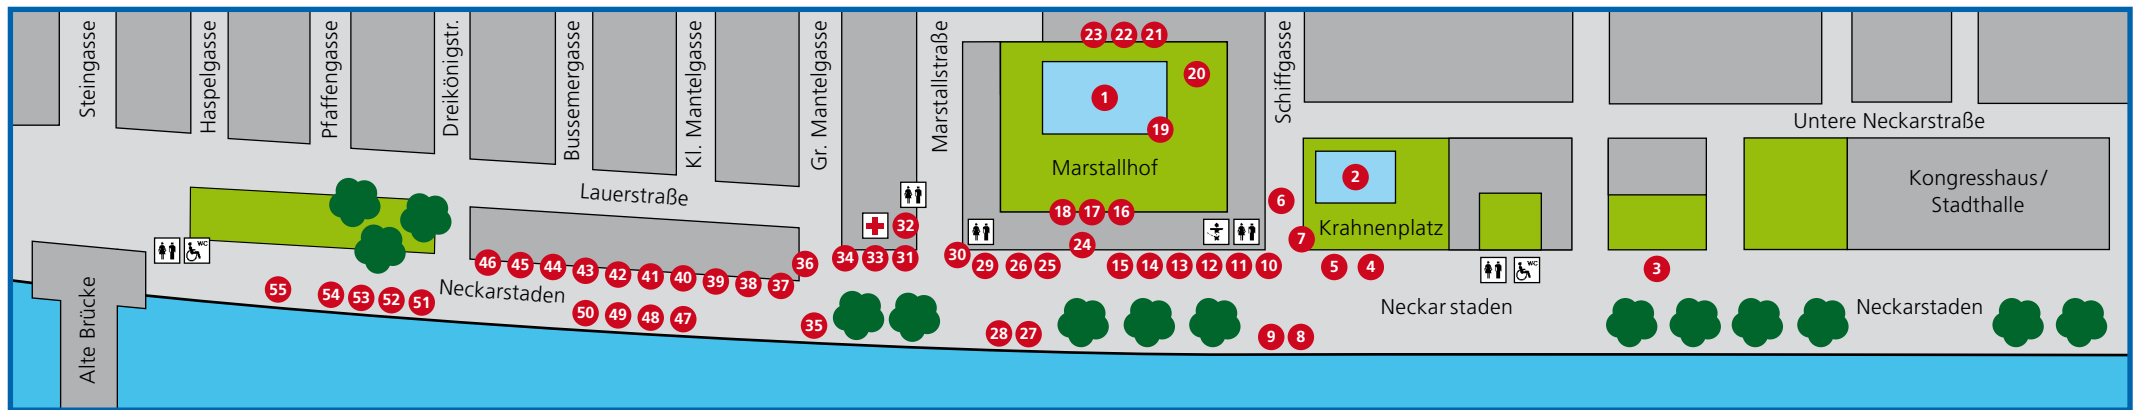 Steingasse
Haspelgasse
Pfaffengasse
Dreikönigstr.
Bussemergasse
Kl. Mantelgasse
Gr. Mantelgasse
Marstallstraße
Schiffgasse
23 22 21
20
1
19
Marstallhof
18 17 16
24
Untere Neckarstraße
2
6
Krahnenplatz
7
Kongresshaus/
Stadthalle
Lauerstraße
32
34 33 31
30
29 26 25
15 14 13 12 11 10
5 4
WC
3
WC
46 45 44 43 42 41 40 39 38 37
36
55
54 53 52 51
Neckarstaden
50 49 48 47
35
28 27
9 8
Neckar staden
Neckarstaden
Alte Brücke